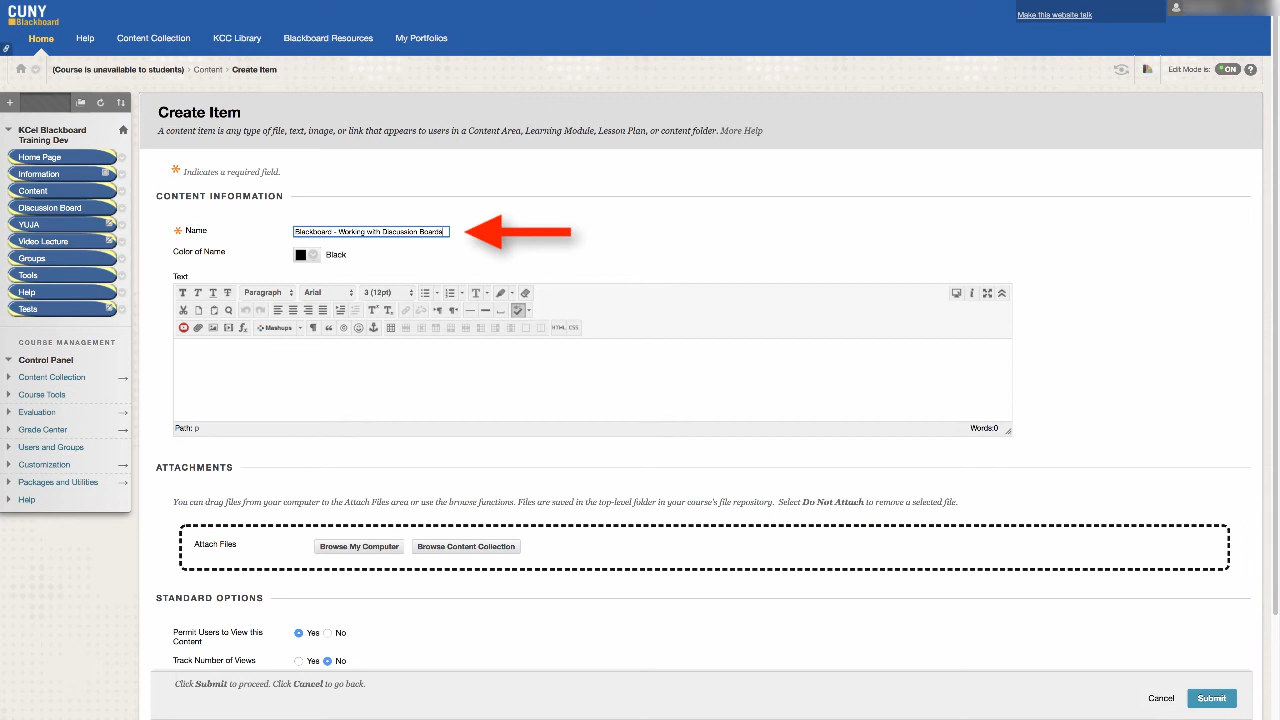 CUNY
Blackboard
Make this website talk
Home Help Content Collection KCC Library Blackboard Resources My Portfolios
(Course is unavailable to students) Content Create Item
Edit Mode is: ON ?
KCel Blackboard
Training Dev
Home Page
Information
Content
Discussion Board
YUJA
Video Lecture
Groups
Tools
Help
Tests
COURSE MANAGEMENT
Control Panel
Content Collection
Course Tools
Evaluation
Grade Center
Users and Groups
Customization
Packages and Utilities
Help
Create Item
A content item is any type of file, text, image, or link that appears to users in a Content Area, Learning Module, Lesson Plan, or content folder. More Help
* Indicates a required field.
CONTENT INFORMATION
* Name Blackboard - Working with Discussion Boards
Color of Name Black
Text
Paragraph Arial 3 (12pt)
Mashups HTML CSS
Path: p Words:0
ATTACHMENTS
You can drag files from your computer to the Attach Files area or use the browse functions. Files are saved in the top-level folder in your course's file repository. Select Do Not Attach to remove a selected file.
Attach Files Browse My Computer Browse Content Collection
STANDARD OPTIONS
Permit Users to View this
Content
Yes No
Track Number of Views Yes No
Click Submit to proceed. Click Cancel to go back.
Cancel Submit